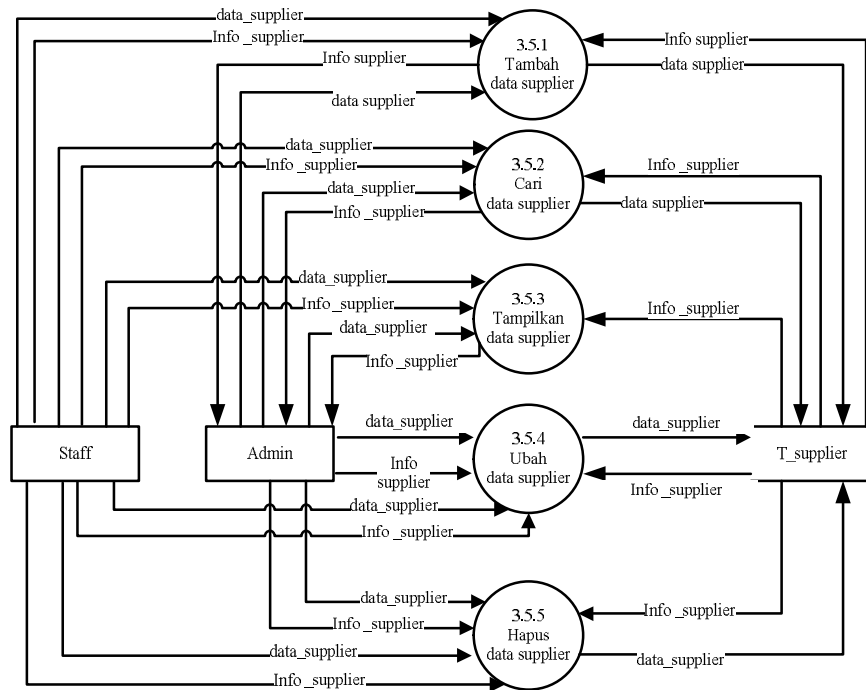 data_supplier
Info_supplier
Info supplier
data supplier
3.5.1
Tambah
data supplier
Info supplier
data supplier
data_supplier
Info _supplier
data_supplier
Info _supplier
3.5.2
Cari
data supplier
Info _supplier
data supplier
data_supplier
Info _supplier
data_supplier
Info _supplier
3.5.3
Tampilkan
data supplier
Info _supplier
Staff
Admin
data_supplier
Info
supplier
data_supplier
Info _supplier
3.5.4
Ubah
data supplier
data_supplier
Info _supplier
T_supplier
data_supplier
Info _supplier
data_supplier
Info _supplier
3.5.5
Hapus
data supplier
Info _supplier
data_supplier